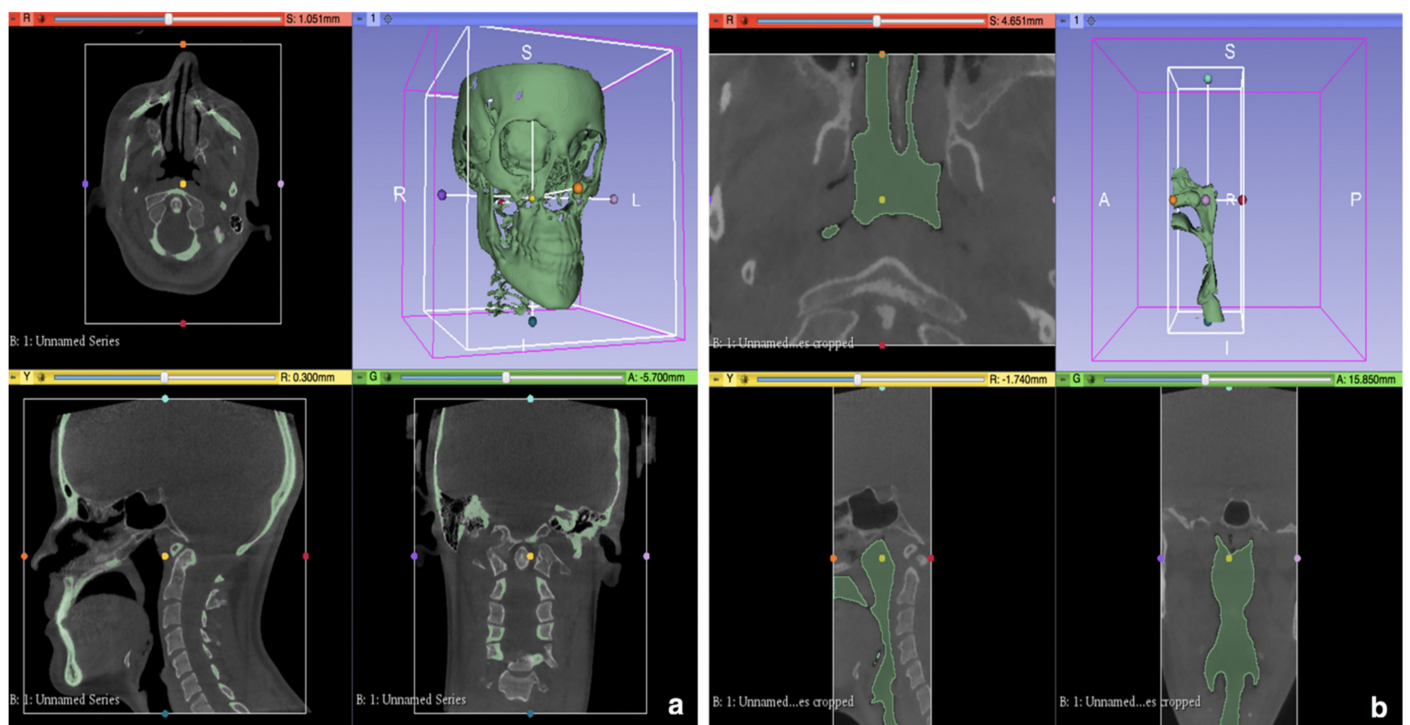 R S: 1.051mm
1
S
R
L
I
B: 1: Unnamed Series
Y R: 0.300mm
G A: -5.700mm
B: 1: Unnamed Series
B: 1: Unnamed Series
a
R S: 4.651mm
1
S
A
R
P
I
B: 1: Unnamed...es cropped
Y R: -1.740mm
G A: 15.850mm
B: 1: Unnamed...es cropped
B: 1: Unnamed...es cropped
b